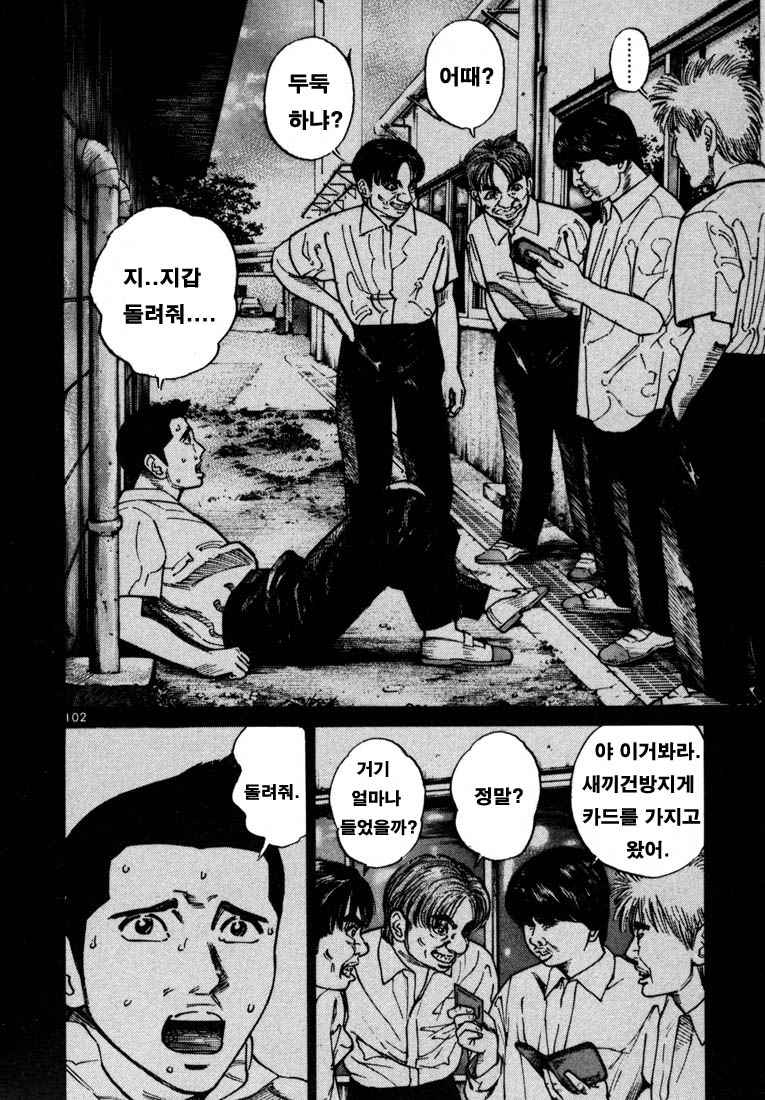 ........
어때?
두둑
하냐?
지..지갑
돌려줘....
102
야 이거봐라.
새끼건방지게
카드를 가지고
왔어.
정말?
거기
얼마나
들었을까?
돌려줘.